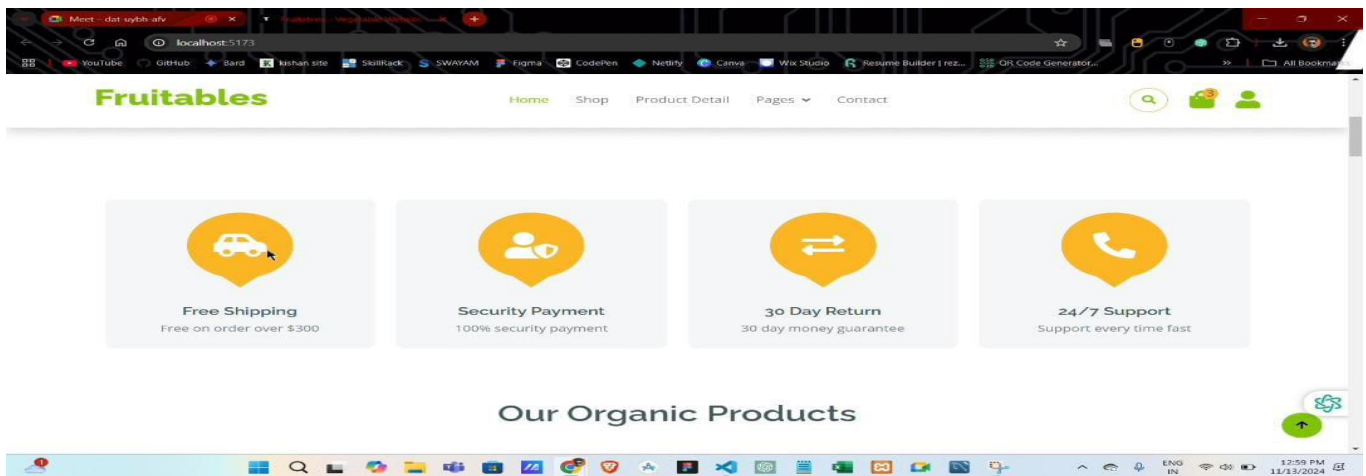 Meet - dat-uybh-afv
Fruitables - Vegetable Website
localhost:5173
YouTube GitHub Bard kishan site SkillRack SWAYAM Figma CodePen Netlify Canva Wix Studio Resume Builder | rez... QR Code Generator... » All Bookmarks
Fruitables Home Shop Product Detail Pages Contact 3
Free Shipping Security Payment 30 Day Return 24/7 Support
Free on order over $300 100% security payment 30 day money guarantee Support every time fast
Our Organic Products
ENG 12:59 PM
IN 11/13/2024